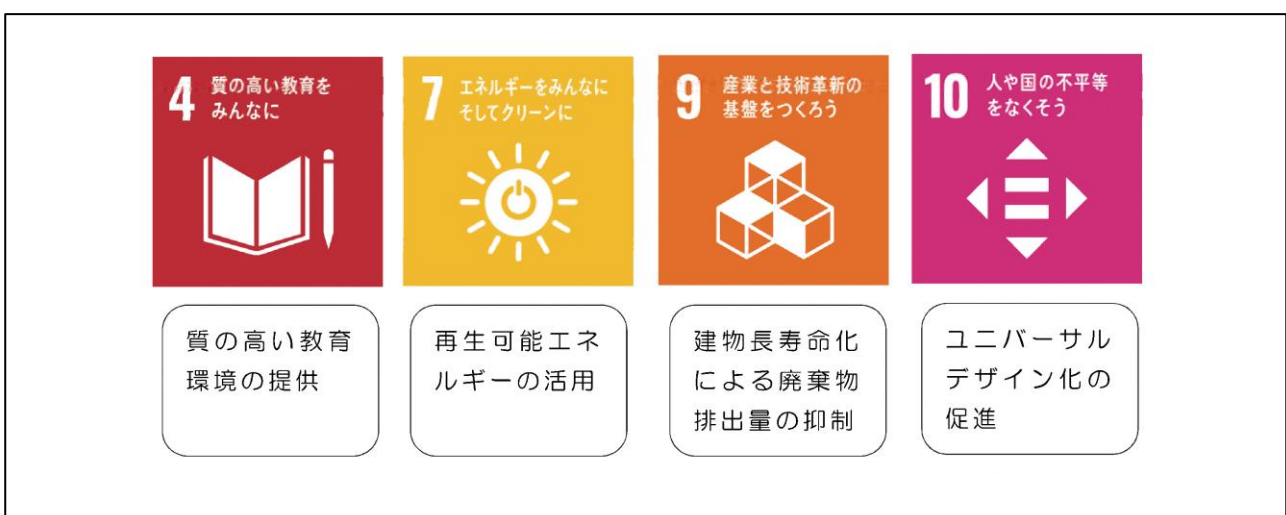 4 質の高い教育を
みんなに
7 エネルギーをみんなに
そしてクリーンに
9 産業と技術革新の
基盤をつくろう
10 人や国の不平等
をなくそう
質の高い教育
環境の提供
再生可能エネ
ルギーの活用
建物長寿命化
による廃棄物
排出量の抑制
ユニバーサル
デザイン化の
促進